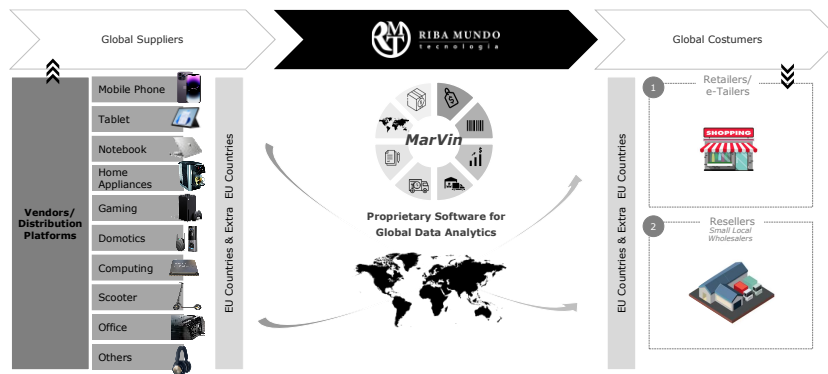 Global Suppliers
RMT
RIBA MUNDO
tecnologia
Global Costumers
Vendors/
Distribution
Platforms
Mobile Phone
Tablet
Notebook
Home
Appliances
Gaming
Domotics
Computing
Scooter
Office
Others
EU Countries & Extra EU Countries
MarVin
Proprietary Software for
Global Data Analytics
EU Countries & Extra EU Countries
1
Retailers/
e-Tailers
SHOPPING
2
Resellers
Small Local
Wholesalers